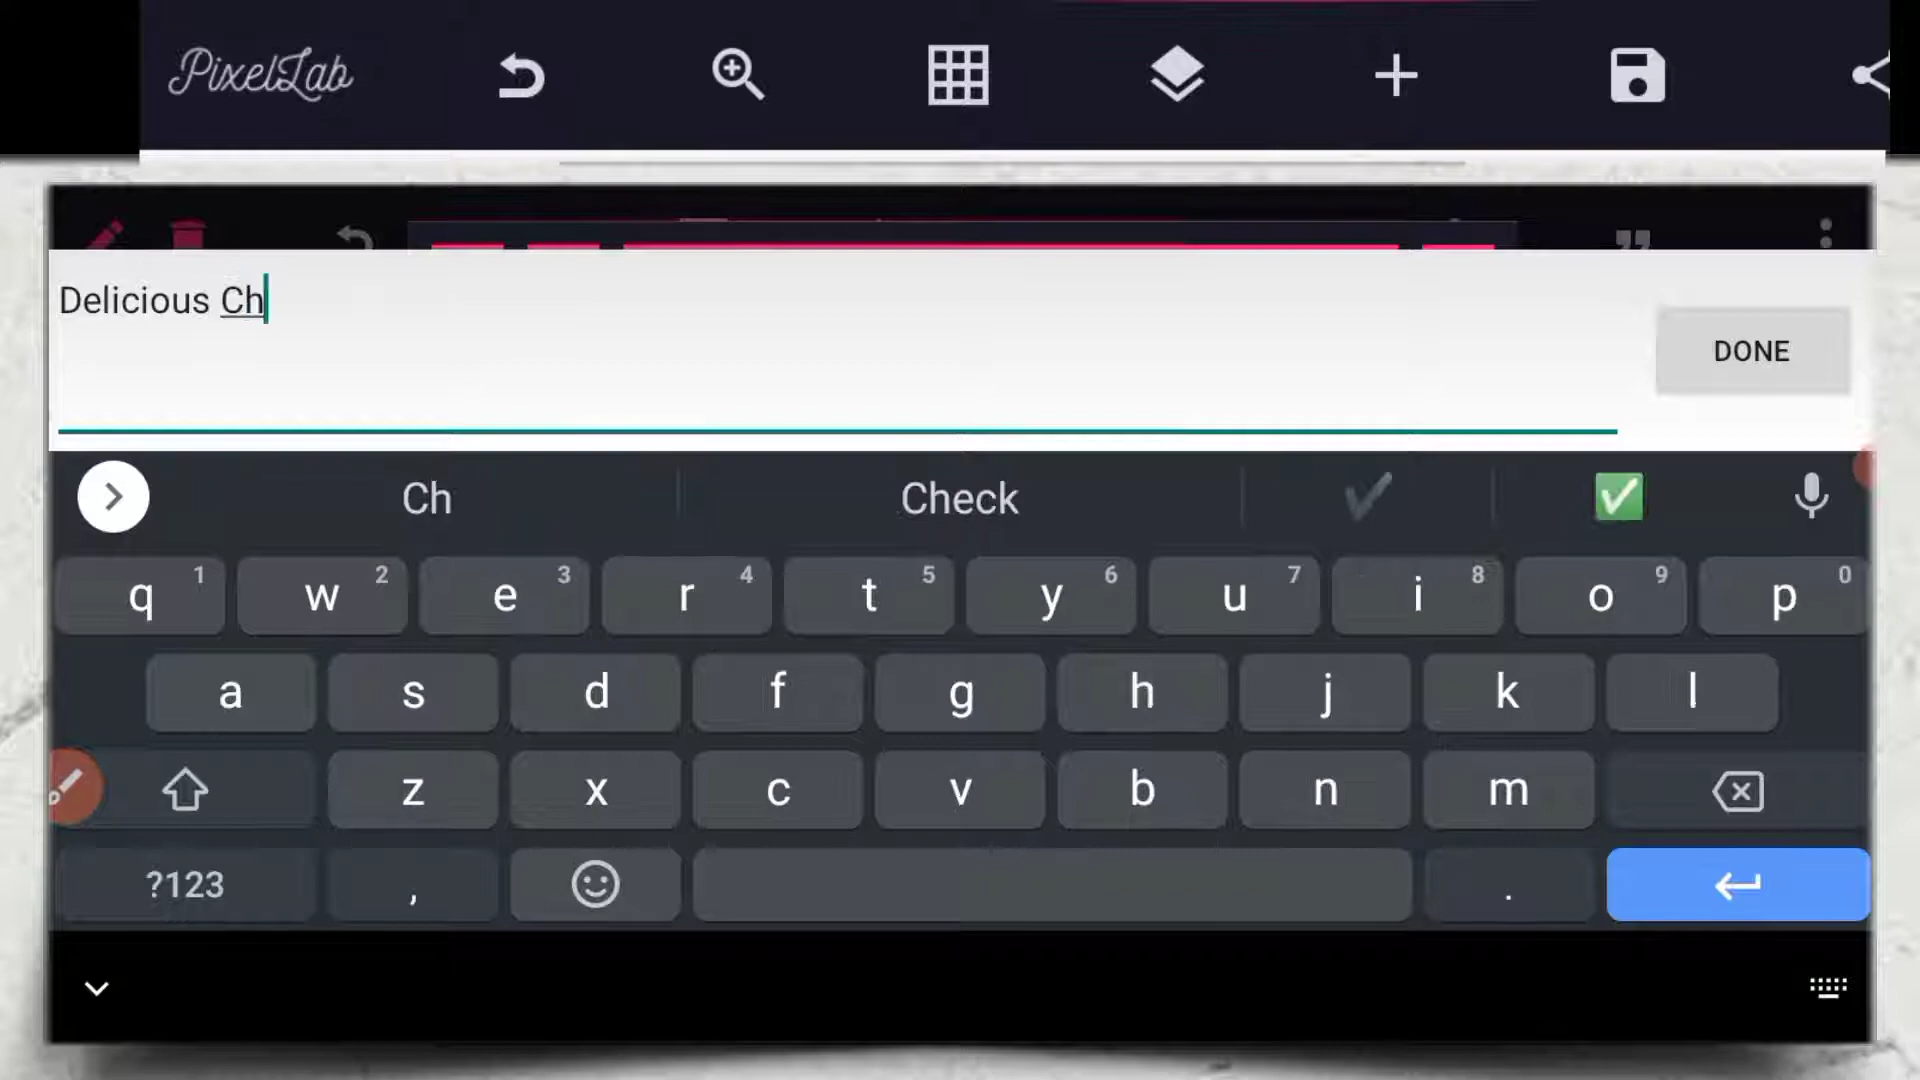 PixelLab
Delicious Ch
DONE
Ch Check
q 1 w 2 e 3 r 4 t 5 y 6 u 7 i 8 o 9 p 0
a s d f g h j k l
z x c v b n m
?123 , .